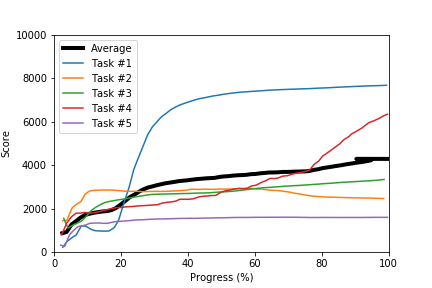 10000
8000
6000
4000
2000
0
Score
Average
Task #1
Task #2
Task #3
Task #4
Task #5
0 20 40 60 80 100
Progress (%)